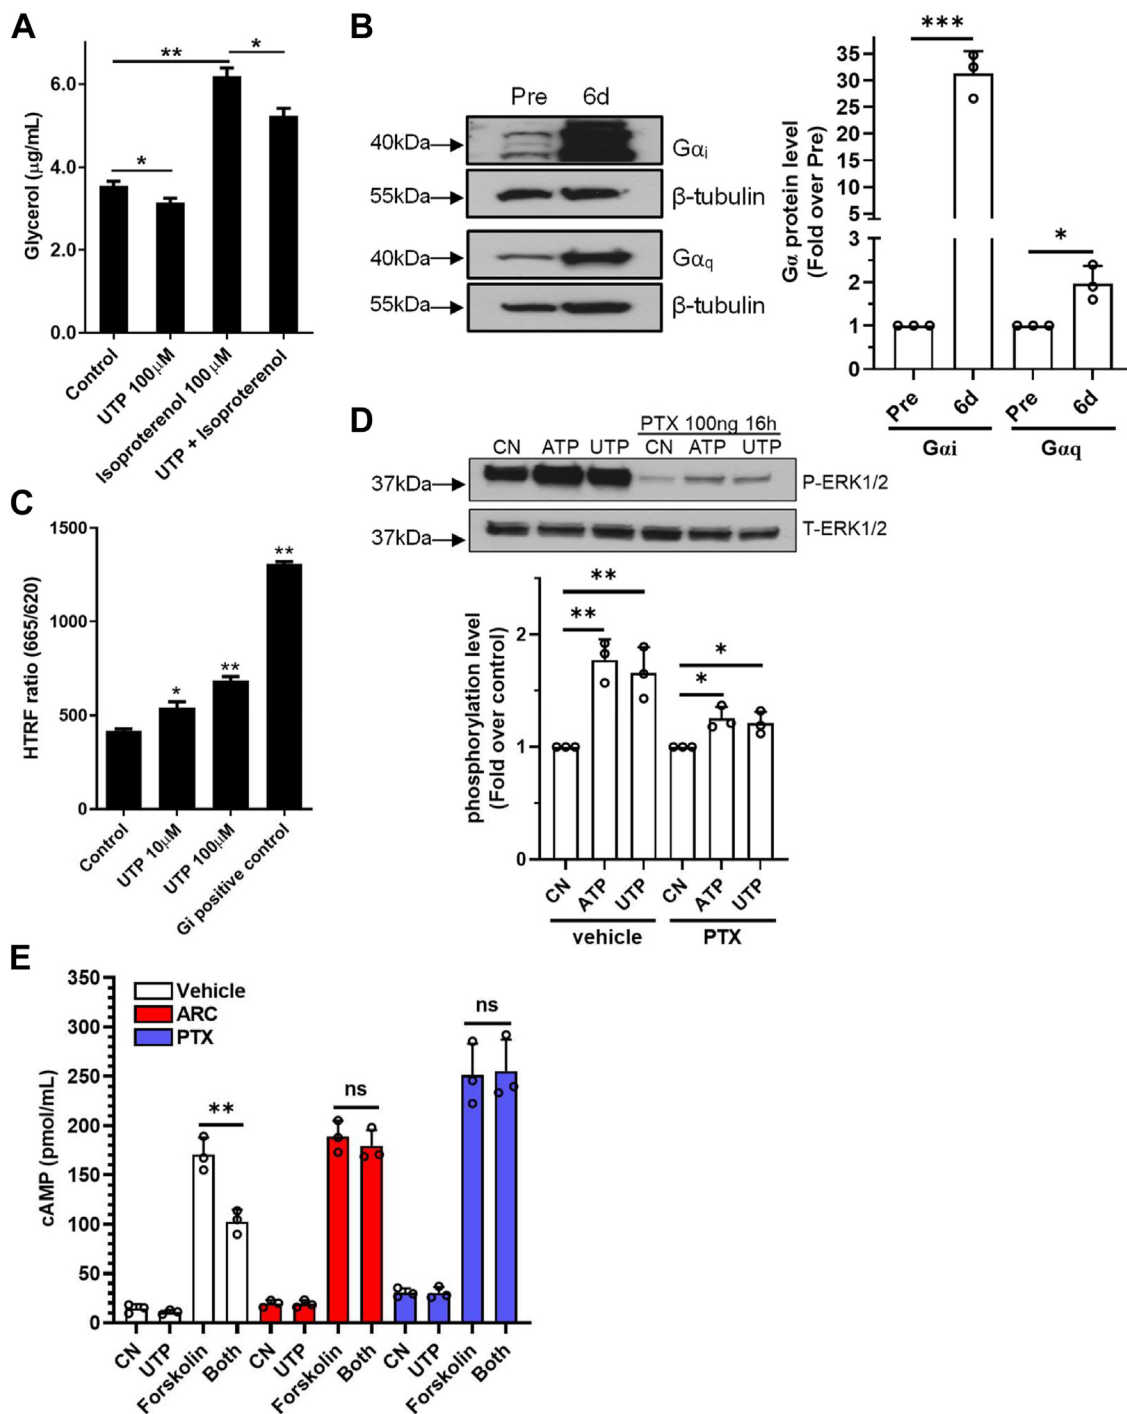 A
Glycerol (µg/mL)
6.0
4.0
2.0
0.0
**
*
*
Control
UTP 100µM
Isoproterenol 100µM
UTP + Isoproterenol
B
Pre 6d
40kDa
Gαi
55kDa
β-tubulin
40kDa
Gαq
55kDa
β-tubulin
Gα protein level
(Fold over Pre)
35
30
25
20
15
10
5
3
2
1
0
***
*
Pre
6d
Pre
6d
Gαi
Gαq
C
HTRF ratio (665/620)
1500
1000
500
0
*
**
**
Control
UTP 10µM
UTP 100µM
Gi positive control
D
PTX 100ng 16h
CN ATP UTP CN ATP UTP
37kDa
P-ERK1/2
37kDa
T-ERK1/2
phosphorylation level
(Fold over control)
2
1
0
**
**
*
*
CN
ATP
UTP
CN
ATP
UTP
vehicle
PTX
E
cAMP (pmol/mL)
350
300
250
200
150
100
50
0
Vehicle
ARC
PTX
**
ns
ns
CN
UTP
Forskolin
Both
CN
UTP
Forskolin
Both
CN
UTP
Forskolin
Both